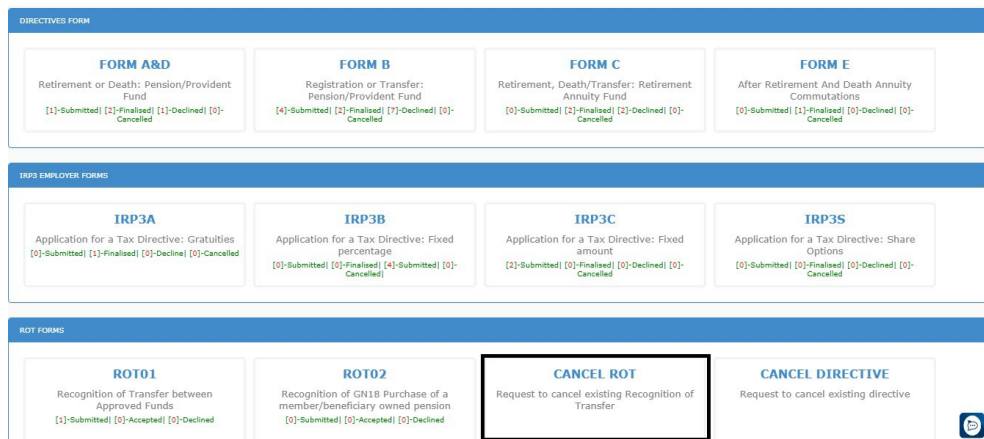 DIRECTIVES FORM
FORM A&D
Retirement or Death: Pension/Provident
Fund
[1]-Submitted| [2]-Finalised| [1]-Declined| [0]-
Cancelled
FORM B
Registration or Transfer:
Pension/Provident Fund
[4]-Submitted| [2]-Finalised| [7]-Declined| [0]-
Cancelled
FORM C
Retirement, Death/Transfer: Retirement
Annuity Fund
[0]-Submitted| [2]-Finalised| [2]-Declined| [0]-
Cancelled
FORM E
After Retirement And Death Annuity
Commutations
[0]-Submitted| [1]-Finalised| [0]-Declined| [0]-
Cancelled
IRP3 EMPLOYER FORMS
IRP3A
Application for a Tax Directive: Gratuities
[0]-Submitted| [1]-Finalised| [0]-Decline| [0]-Cancelled
IRP3B
Application for a Tax Directive: Fixed
percentage
[0]-Submitted| [0]-Finalised| [4]-Submitted| [0]-
Cancelled|
IRP3C
Application for a Tax Directive: Fixed
amount
[2]-Submitted| [0]-Finalised| [0]-Declined| [0]-
Cancelled
IRP3S
Application for a Tax Directive: Share
Options
[0]-Submitted| [0]-Finalised| [0]-Declined| [0]-
Cancelled
ROT FORMS
ROT01
Recognition of Transfer between
Approved Funds
[1]-Submitted| [0]-Accepted| [0]-Declined
ROT02
Recognition of GN18 Purchase of a
member/beneficiary owned pension
[0]-Submitted| [0]-Accepted| [0]-Declined
CANCEL ROT
Request to cancel existing Recognition of
Transfer
CANCEL DIRECTIVE
Request to cancel existing directive